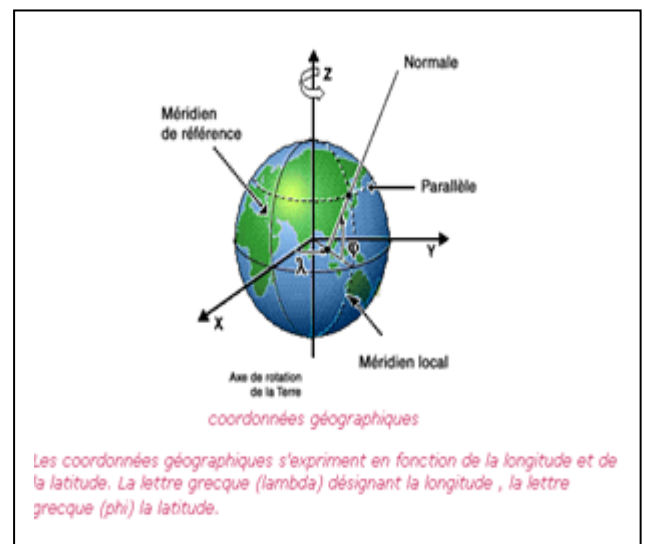 Normale
Z
Méridien
de référence
Parallèle
Y
φ
λ
X
Méridien local
Axe de rotation
de la Terre
coordonnées géographiques
Les coordonnées géographiques s'expriment en fonction de la longitude et de
la latitude. La lettre grecque (lambda) désignant la longitude , la lettre
grecque (phi) la latitude.